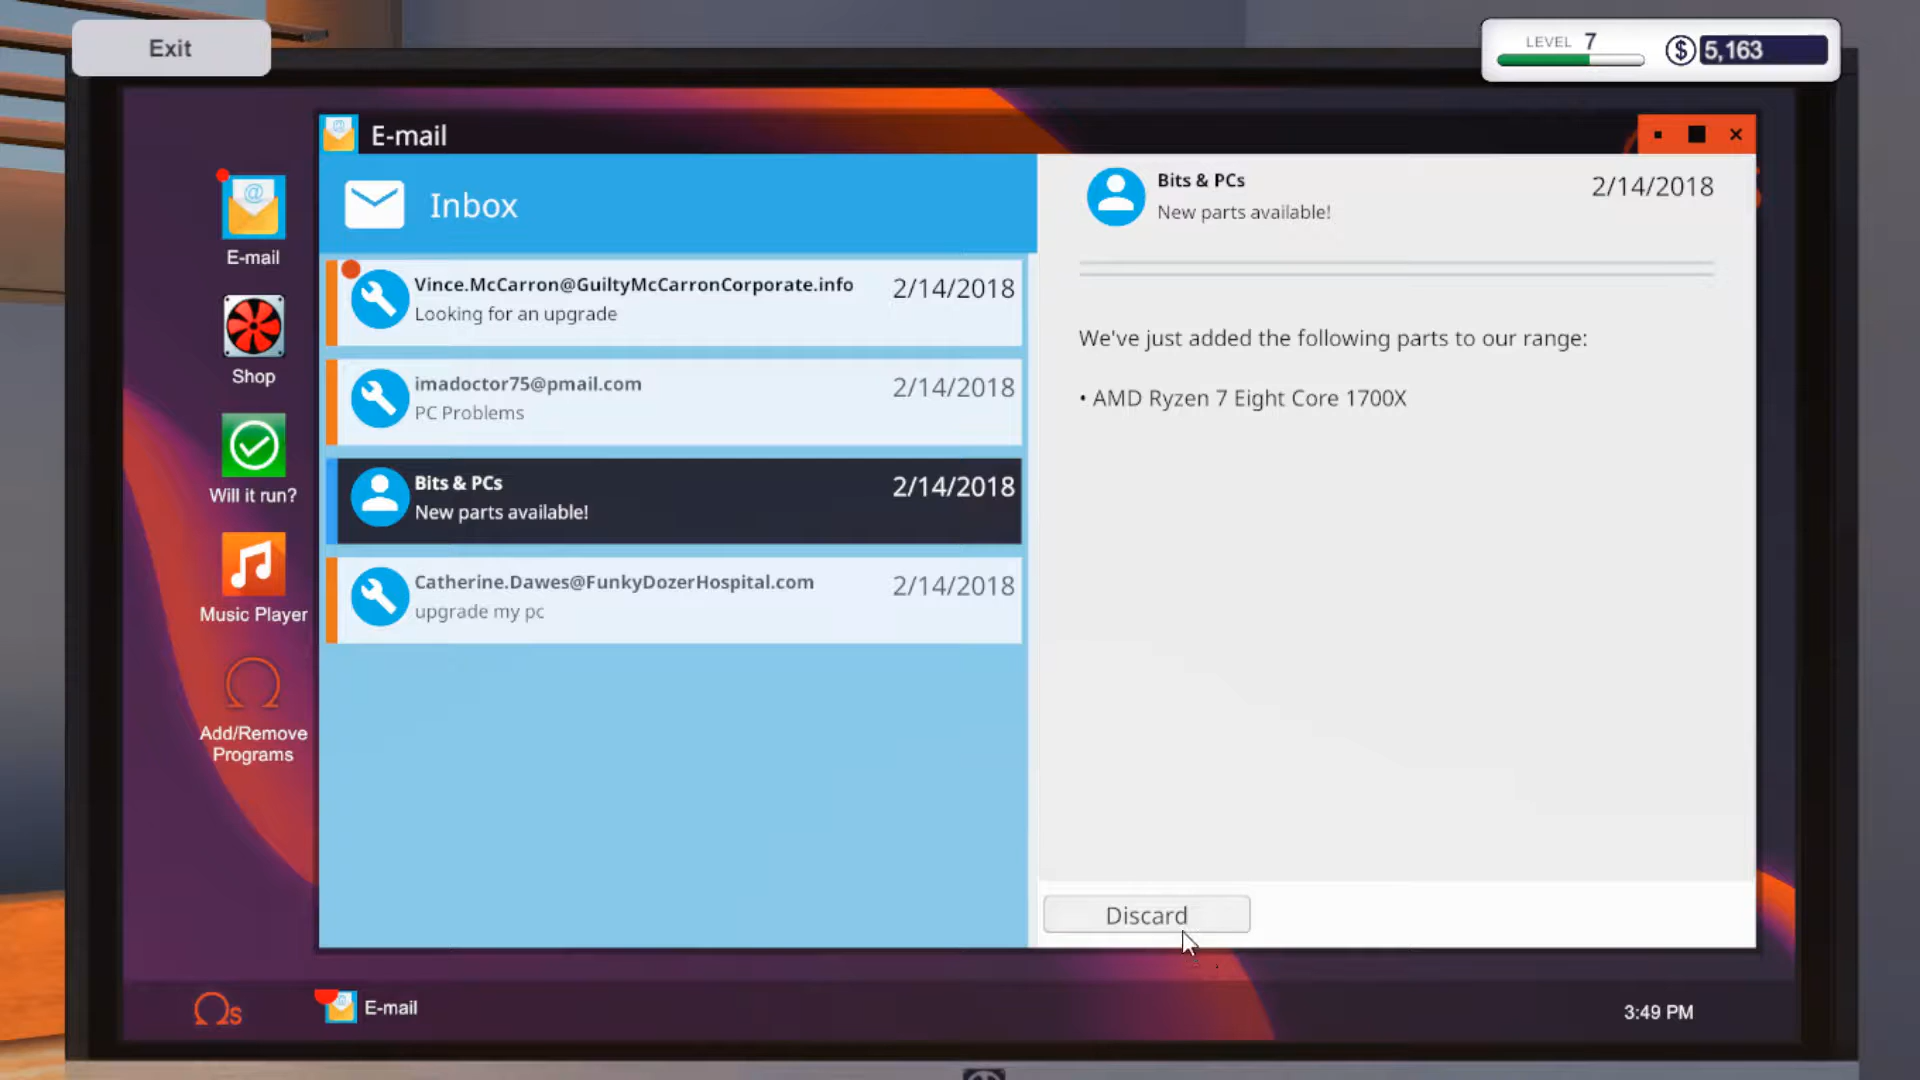 Exit
LEVEL 7
$ 5,163
E-mail
E-mail
Shop
Will it run?
Music Player
Add/Remove
Programs
Inbox
Vince.McCarron@GuiltyMcCarronCorporate.info
2/14/2018
Looking for an upgrade
imadoctor75@pmail.com
2/14/2018
PC Problems
Bits & PCs
2/14/2018
New parts available!
Catherine.Dawes@FunkyDozerHospital.com
2/14/2018
upgrade my pc
Bits & PCs
2/14/2018
New parts available!
We've just added the following parts to our range:
• AMD Ryzen 7 Eight Core 1700X
Discard
Ωs
E-mail
3:49 PM